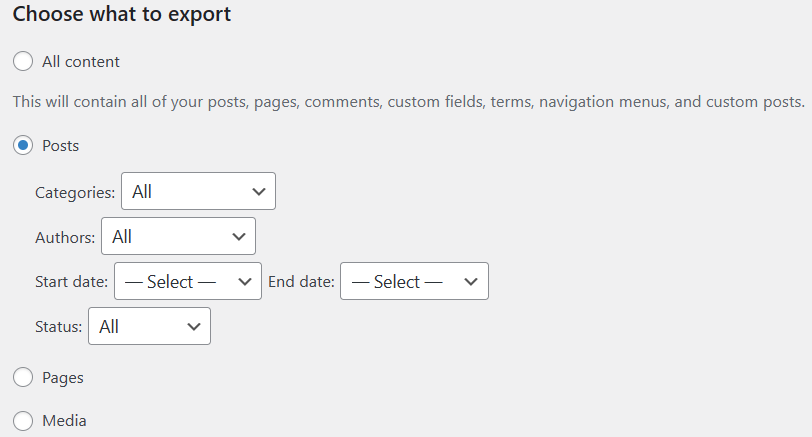 Choose what to export
All content
This will contain all of your posts, pages, comments, custom fields, terms, navigation menus, and custom posts.
Posts
Categories: All
Authors: All
Start date: — Select — End date: — Select —
Status: All
Pages
Media